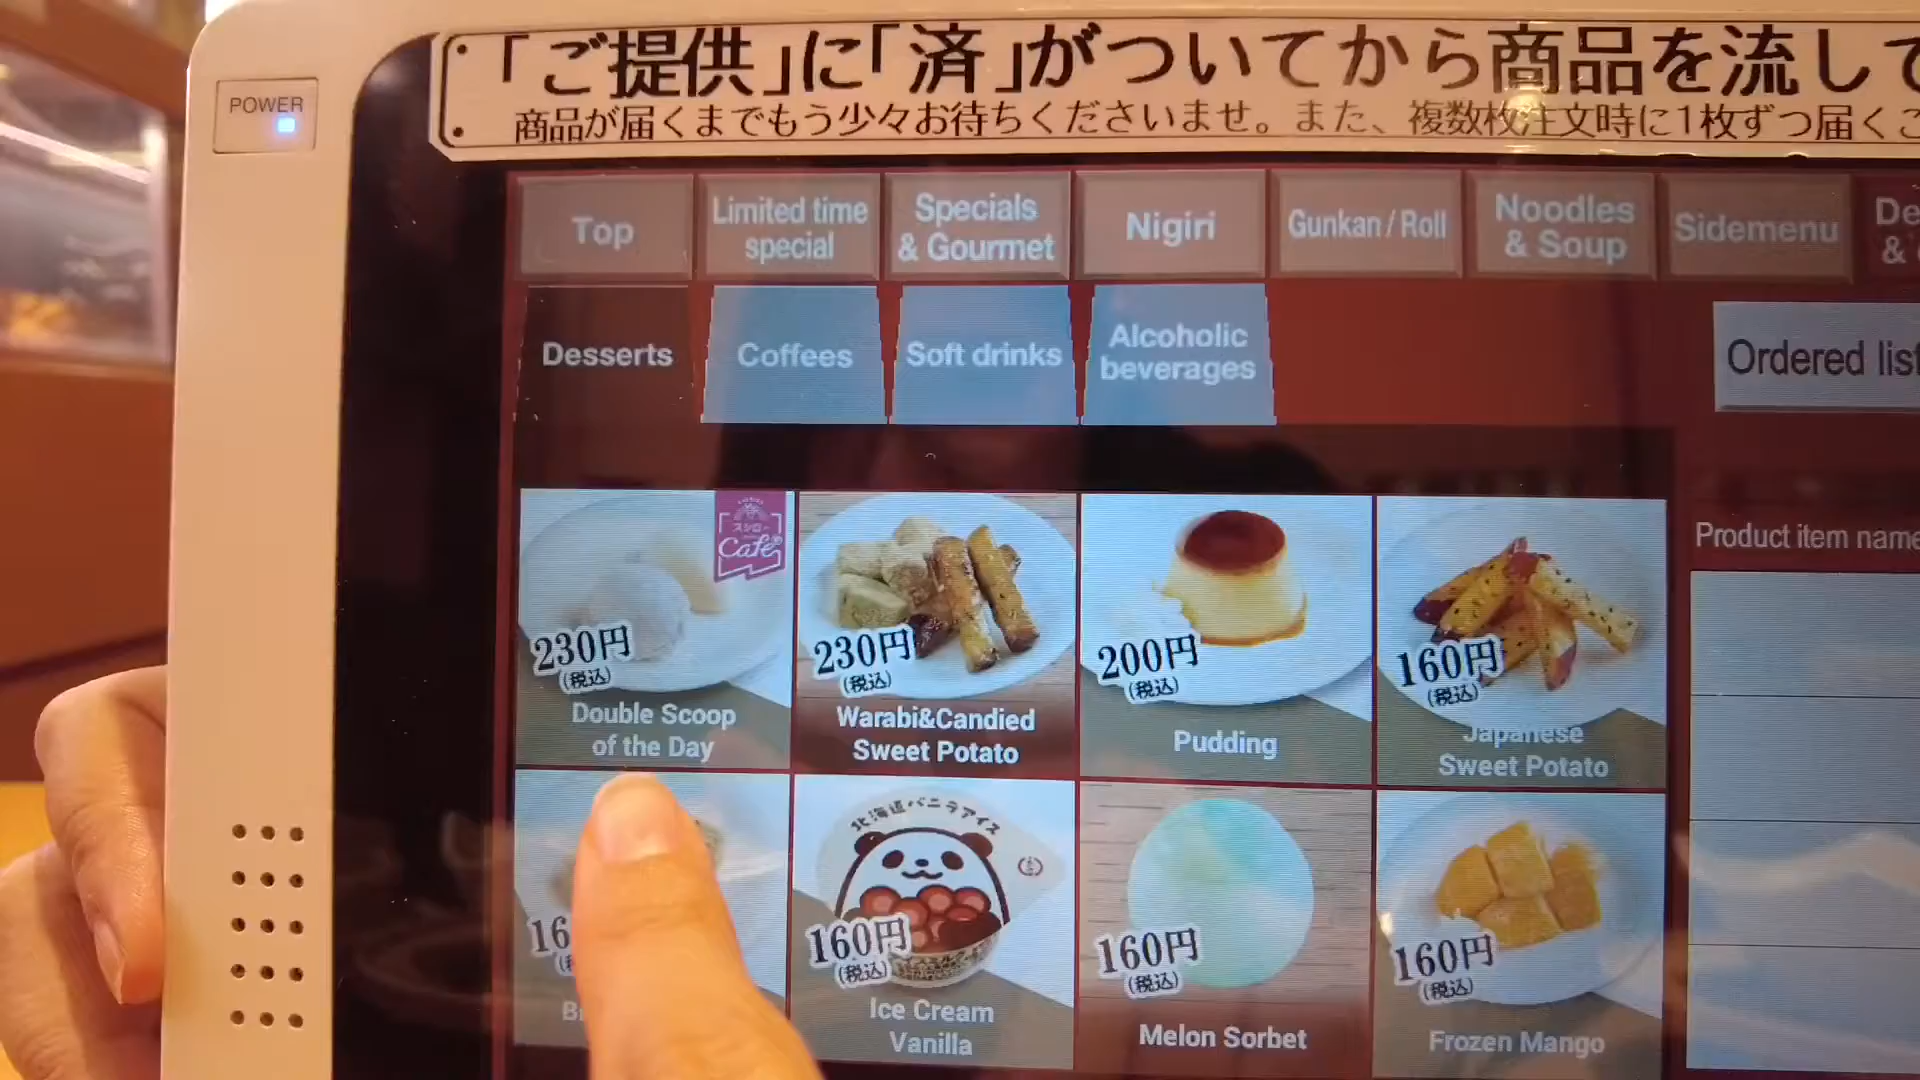 POWER
「ご提供」に「済」がついてから商品を流して
商品が届くまでもう少々お待ちくださいませ。また、複数枚注文時に1枚ずつ届くこ
Top
Limited time
special
Specials
& Gourmet
Nigiri
Gunkan / Roll
Noodles
& Soup
Sidemenu
De
&
Desserts
Coffees
Soft drinks
Alcoholic
beverages
Ordered list
Product item name
スシロー
Café
230円
(税込)
Double Scoop
of the Day
230円
(税込)
Warabi&Candied
Sweet Potato
200円
(税込)
Pudding
160円
(税込)
Japanese
Sweet Potato
16
B
北海道バニラアイス
160円
(税込)
Ice Cream
Vanilla
160円
(税込)
Melon Sorbet
160円
(税込)
Frozen Mango